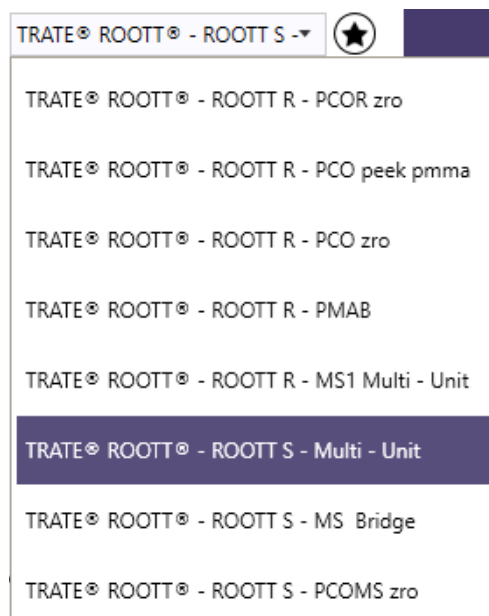 TRATE® ROOTT® - ROOTT S -
TRATE® ROOTT® - ROOTT R - PCOR zro
TRATE® ROOTT® - ROOTT R - PCO peek pmma
TRATE® ROOTT® - ROOTT R - PCO zro
TRATE® ROOTT® - ROOTT R - PMAB
TRATE® ROOTT® - ROOTT R - MS1 Multi - Unit
TRATE® ROOTT® - ROOTT S - Multi - Unit
TRATE® ROOTT® - ROOTT S - MS  Bridge
TRATE® ROOTT® - ROOTT S - PCOMS zro